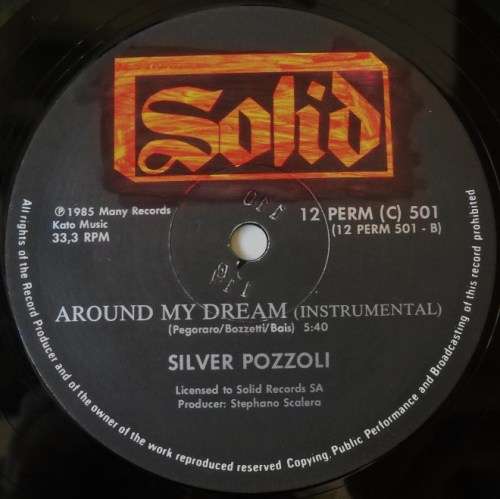 Solid
℗ 1985 Many Records
Kato Music
33,3 RPM
12 PERM (C) 501
(12 PERM 501 - B)
AROUND MY DREAM (INSTRUMENTAL)
(Pegoraro/Bozzetti/Bais) 5:40
SILVER POZZOLI
Licensed to Solid Records SA
Producer: Stephano Scalera
All rights of the Record Producer and of the owner of the work reproduced reserved Copying, Public Performance and Broadcasting of this record prohibited